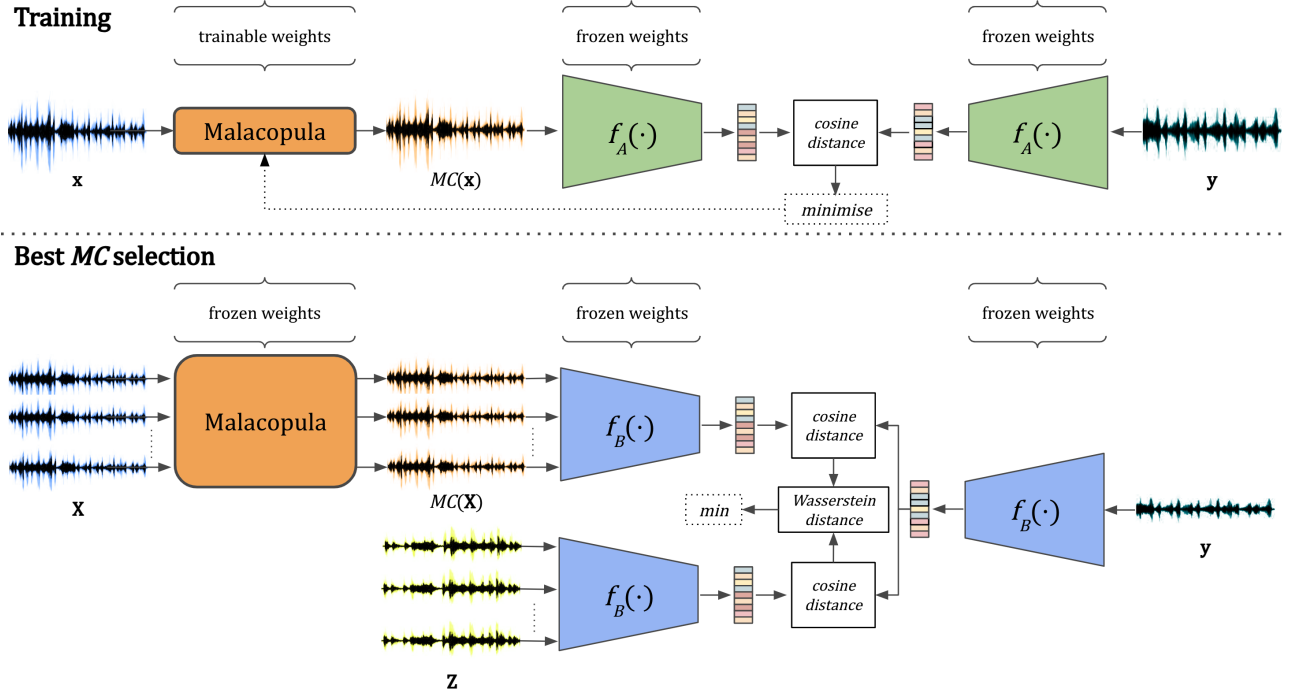 Training
trainable weights
frozen weights
frozen weights
Malacopula
f_A(·)
cosine
distance
f_A(·)
x
MC(x)
y
minimise
Best MC selection
frozen weights
frozen weights
frozen weights
Malacopula
f_B(·)
cosine
distance
X
MC(X)
min
Wasserstein
distance
f_B(·)
y
f_B(·)
cosine
distance
Z